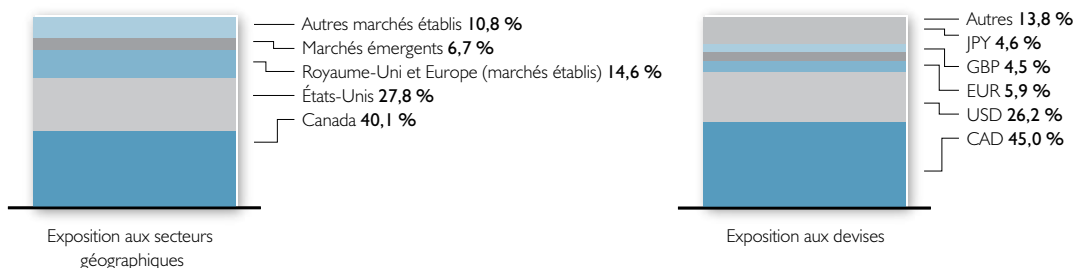 Autres marchés établis 10,8 %
Marchés émergents 6,7 %
Royaume-Uni et Europe (marchés établis) 14,6 %
États-Unis 27,8 %
Canada 40,1 %
Exposition aux secteurs
géographiques
Autres 13,8 %
JPY 4,6 %
GBP 4,5 %
EUR 5,9 %
USD 26,2 %
CAD 45,0 %
Exposition aux devises